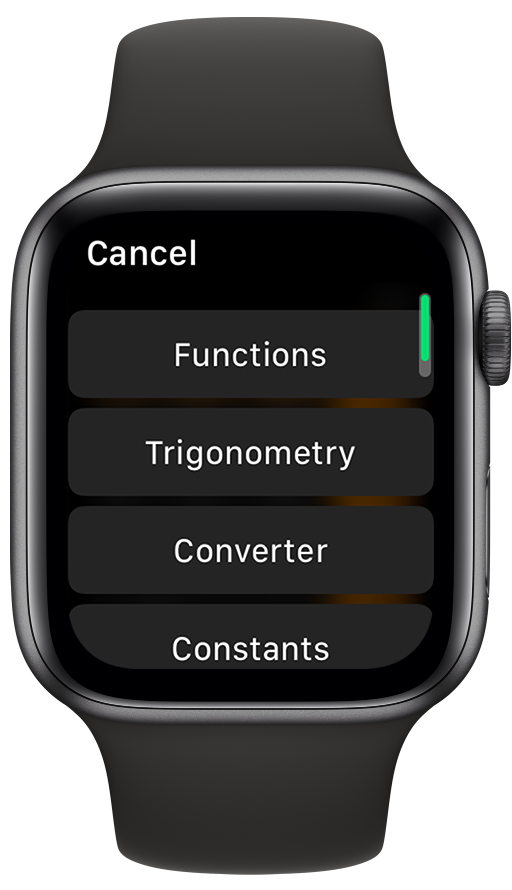 Cancel
Functions
Trigonometry
Converter
Constants